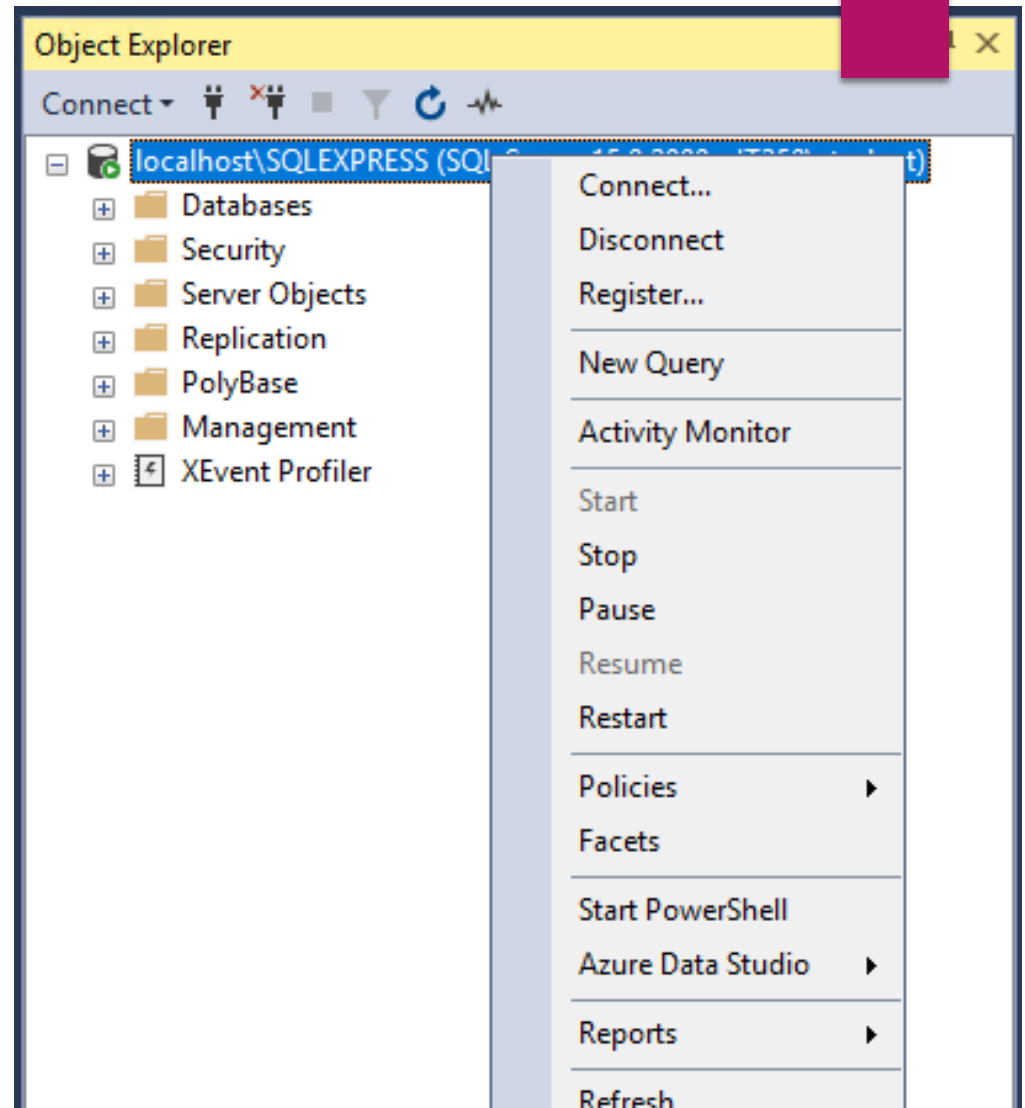 Object Explorer
Connect
localhost\SQLEXPRESS (SQL
Databases
Security
Server Objects
Replication
PolyBase
Management
XEvent Profiler
Connect...
Disconnect
Register...
New Query
Activity Monitor
Start
Stop
Pause
Resume
Restart
Policies
Facets
Start PowerShell
Azure Data Studio
Reports
Refresh